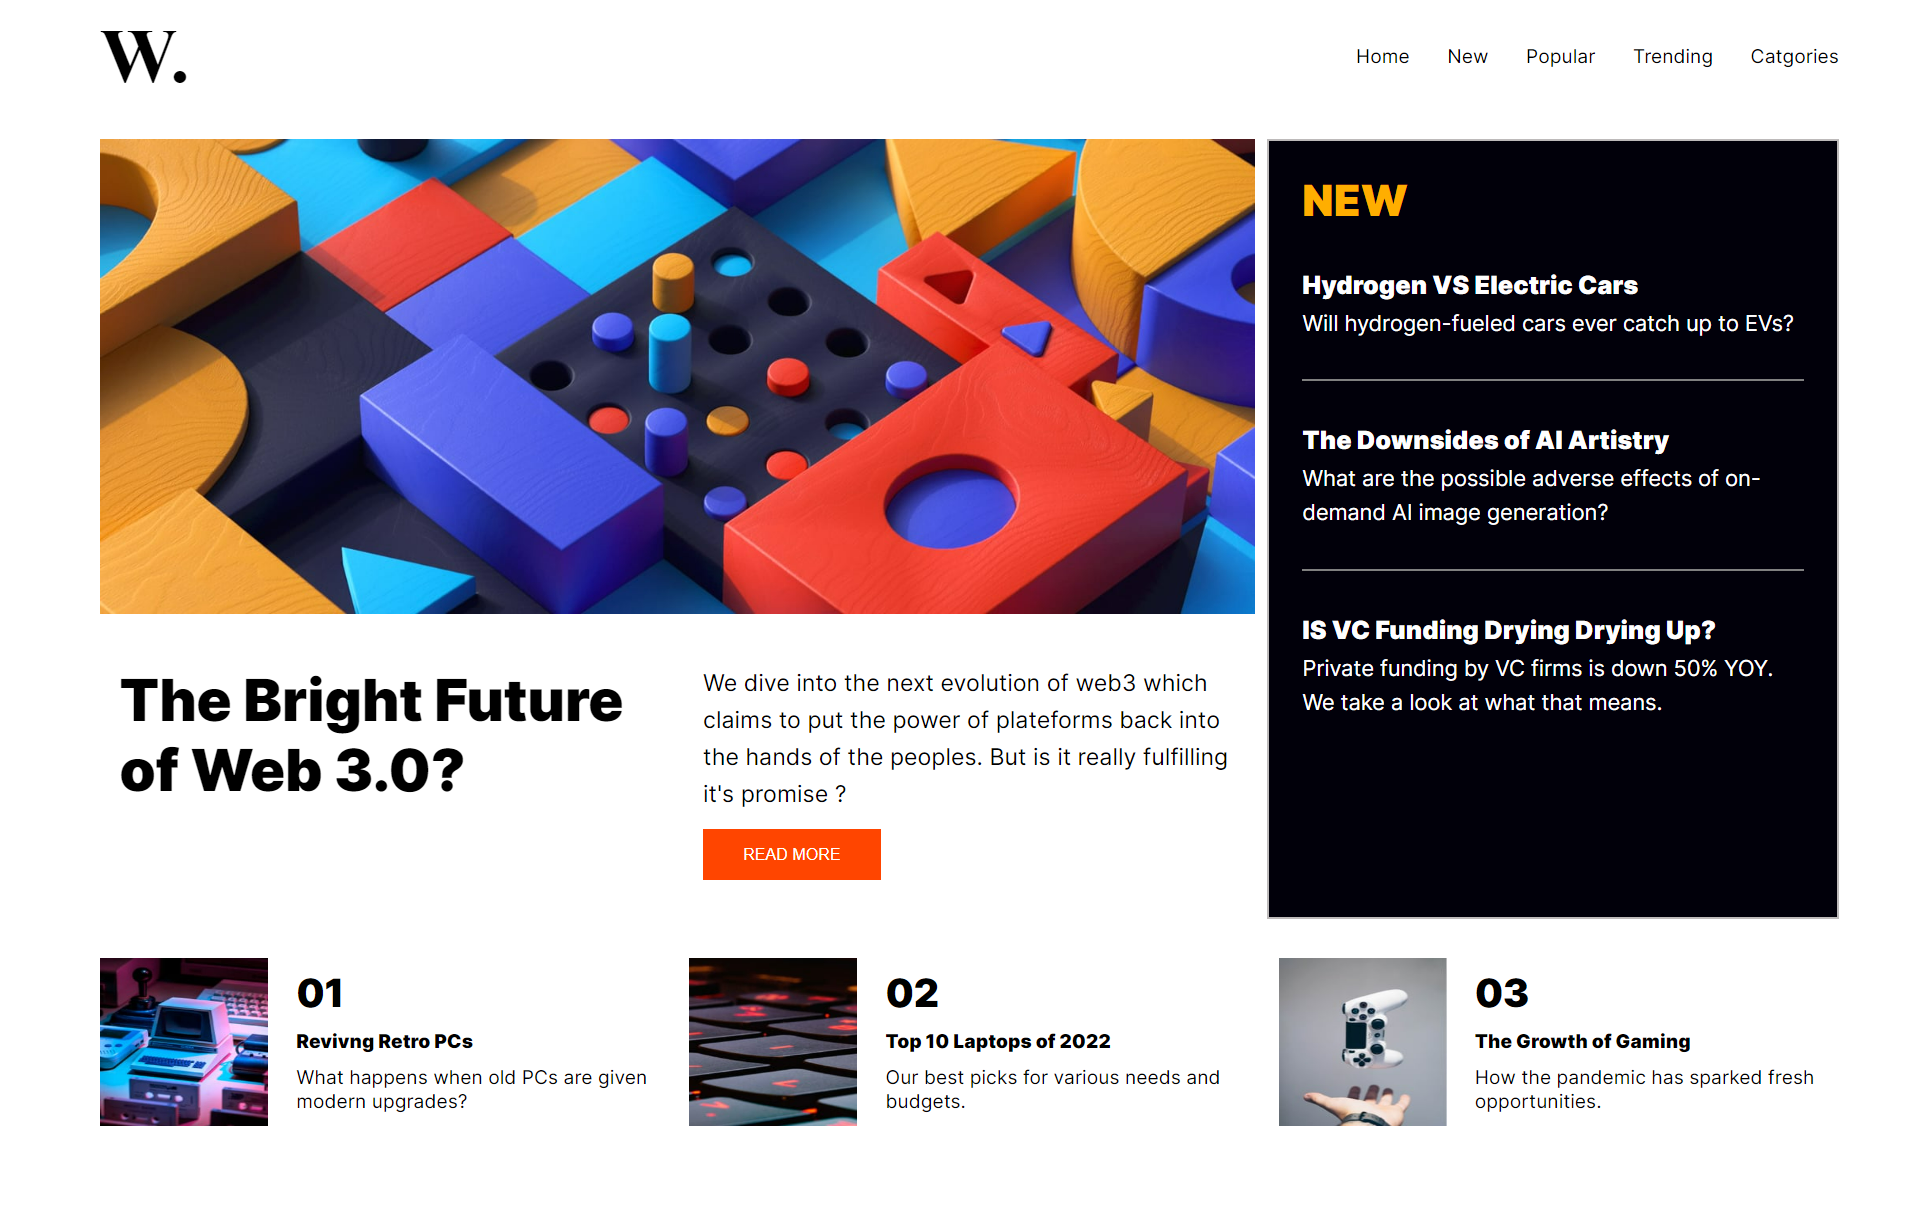 W.
Home New Popular Trending Catgories
NEW
Hydrogen VS Electric Cars
Will hydrogen-fueled cars ever catch up to EVs?
The Downsides of AI Artistry
What are the possible adverse effects of on-
demand AI image generation?
IS VC Funding Drying Drying Up?
Private funding by VC firms is down 50% YOY.
We take a look at what that means.
The Bright Future
of Web 3.0?
We dive into the next evolution of web3 which
claims to put the power of plateforms back into
the hands of the peoples. But is it really fulfilling
it's promise ?
READ MORE
01
Revivng Retro PCs
What happens when old PCs are given
modern upgrades?
02
Top 10 Laptops of 2022
Our best picks for various needs and
budgets.
03
The Growth of Gaming
How the pandemic has sparked fresh
opportunities.